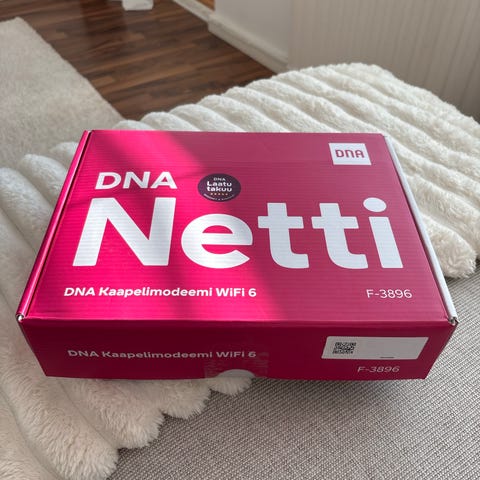 DNA
DNA
DNA
Laatu
takuu
Netti
DNA Kaapelimodeemi WiFi 6
F-3896
DNA Kaapelimodeemi WiFi 6
F-3896